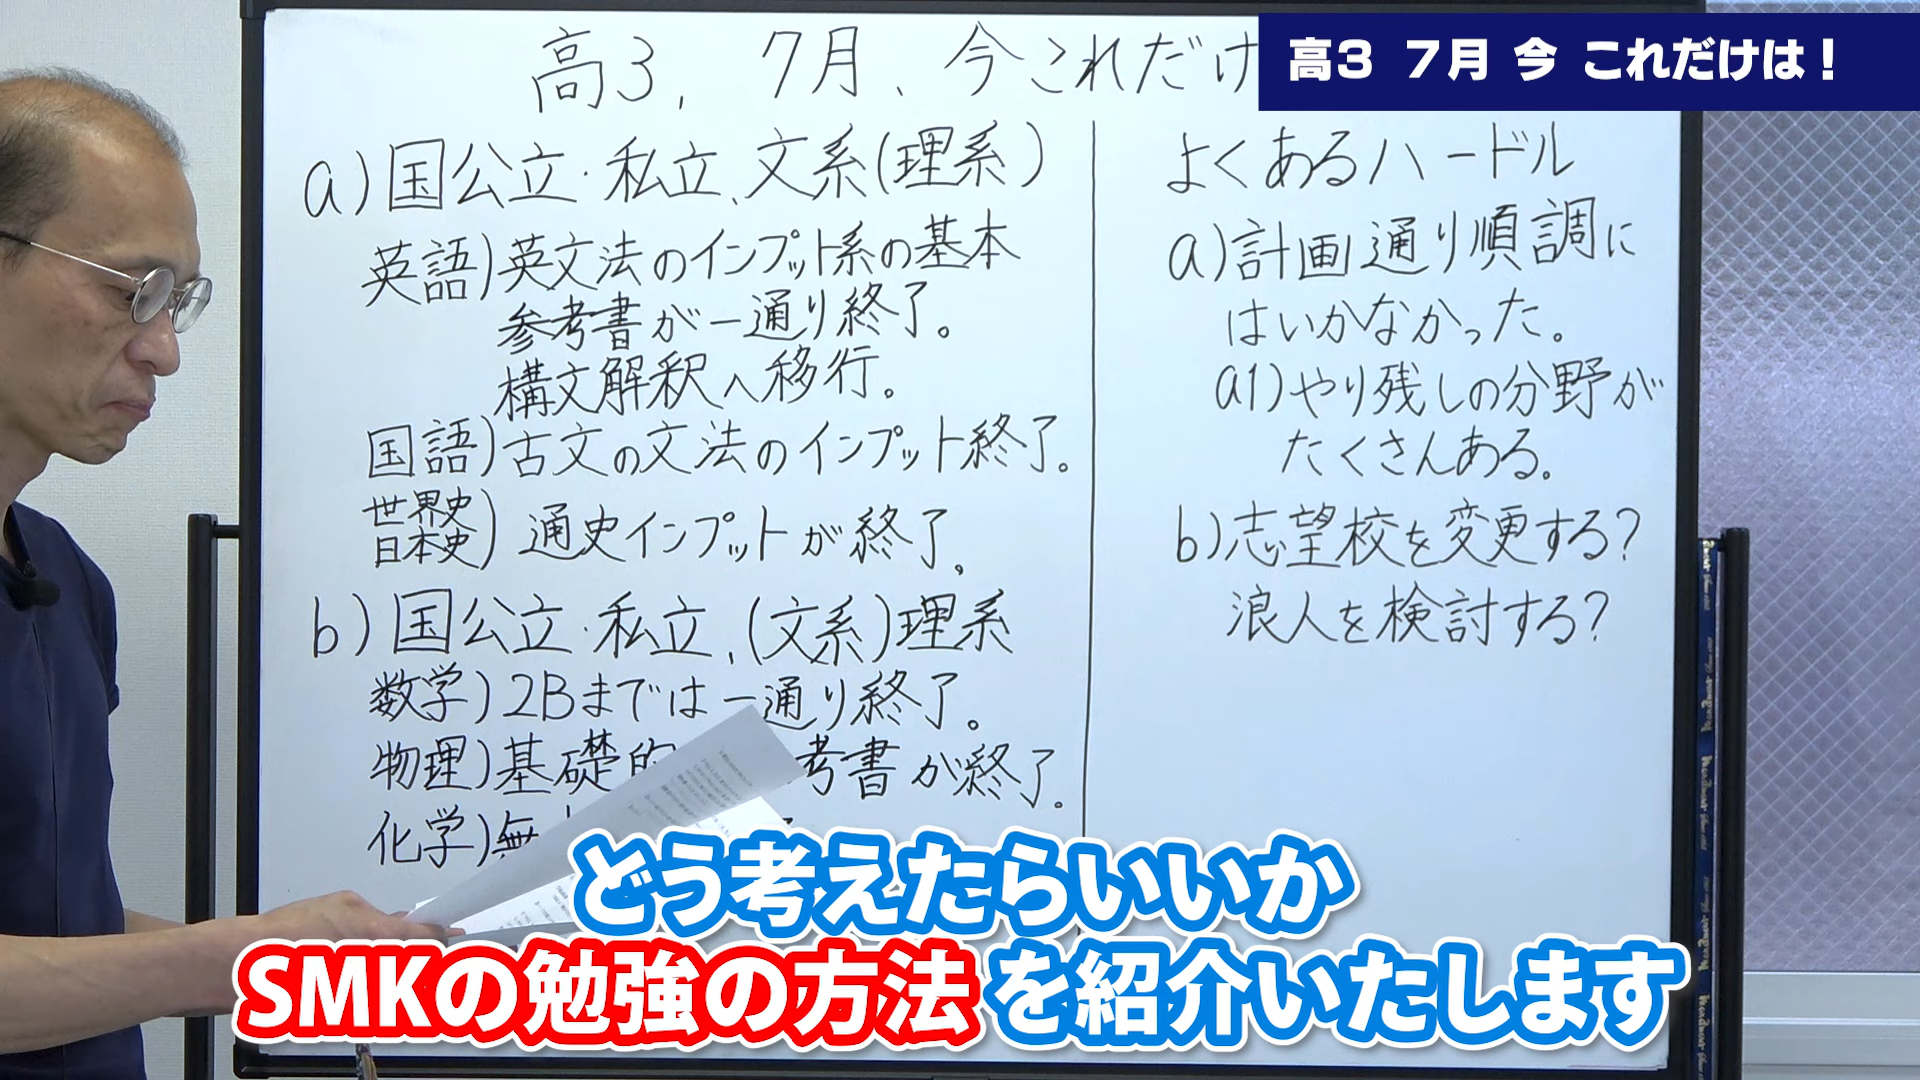 高3, 7月、今これだけ
高3 7月 今 これだけは!
a)国公立・私立、文系(理系)
英語)英文法のインプット系の基本
参考書が一通り終了。
構文解釈へ移行。
国語)古文の文法のインプット終了。
世界史
日本史) 通史インプットが終了。
b)国公立・私立、(文系)理系
数学)2Bまでは一通り終了。
物理)基礎的 考書が終了。
化学)無
よくあるハードル
a)計画通り順調に
はいかなかった。
a1)やり残しの分野が
たくさんある。
b)志望校を変更する?
浪人を検討する?
どう考えたらいいか
SMKの勉強の方法を紹介いたします